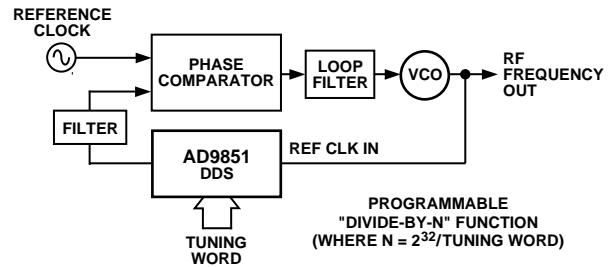 REFERENCE
CLOCK
PHASE
COMPARATOR
LOOP
FILTER
VCO
RF
FREQUENCY
OUT
FILTER
AD9851
DDS
REF CLK IN
TUNING
WORD
PROGRAMMABLE
"DIVIDE-BY-N" FUNCTION
(WHERE N = 2³²/TUNING WORD)